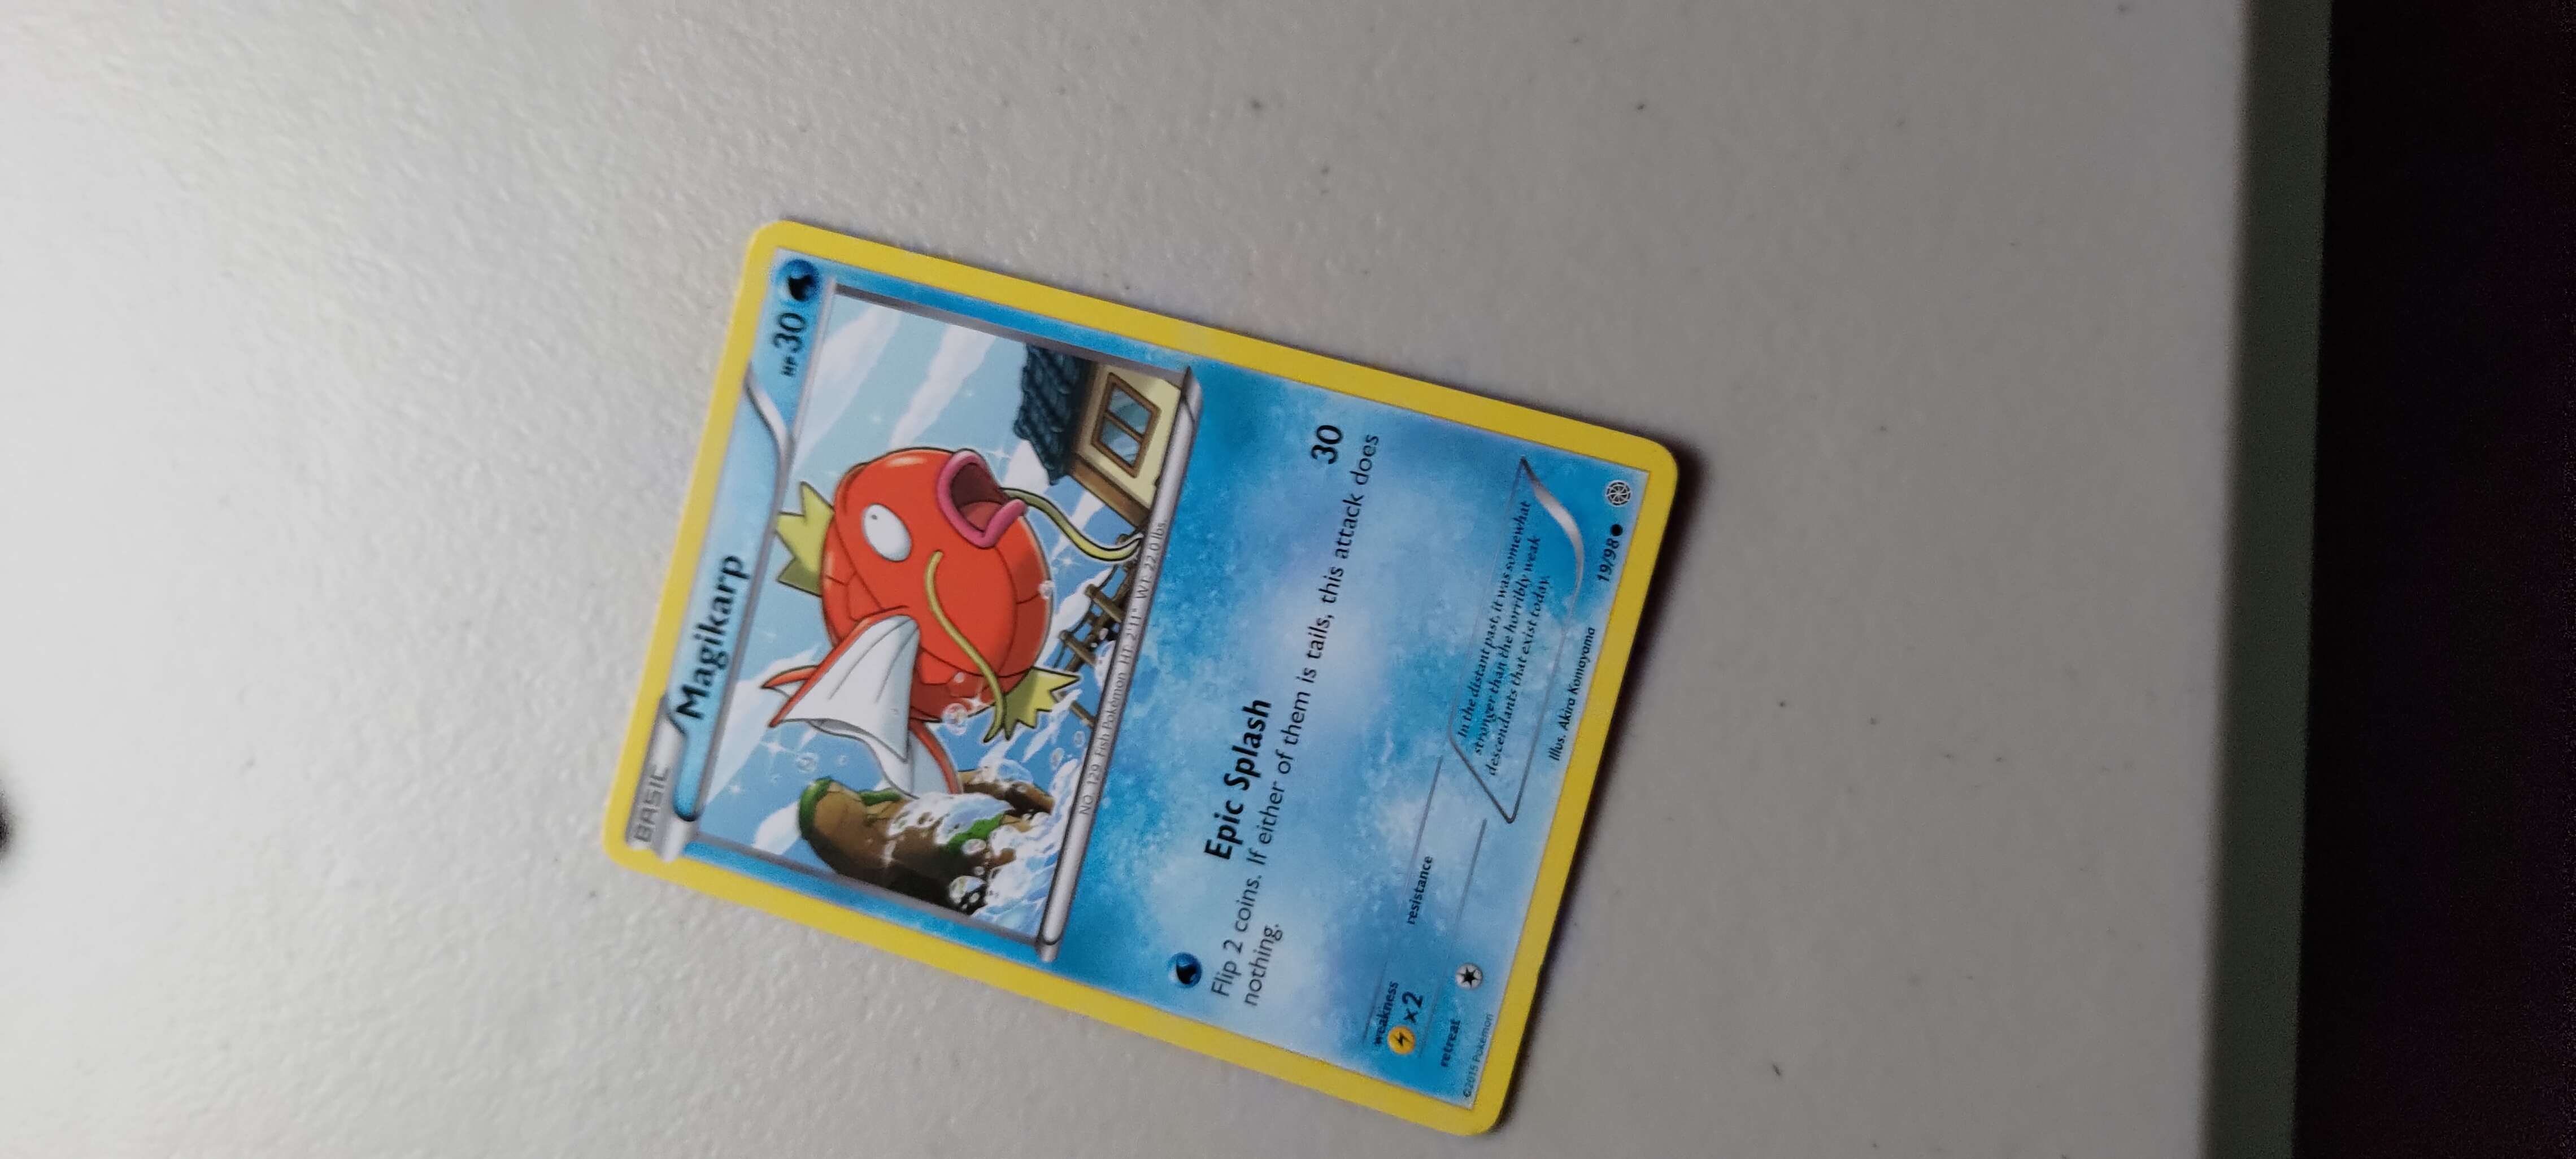 BASIC
Magikarp
HP 30
NO. 129 Fish Pokémon HT: 2'11" WT: 22.0 lbs.
Epic Splash
30
Flip 2 coins. If either of them is tails, this attack does
nothing.
weakness
×2
resistance
retreat
In the distant past, it was somewhat
stronger than the horribly weak
descendants that exist today.
©2015 Pokémon
Illus. Akira Komayama
19/98